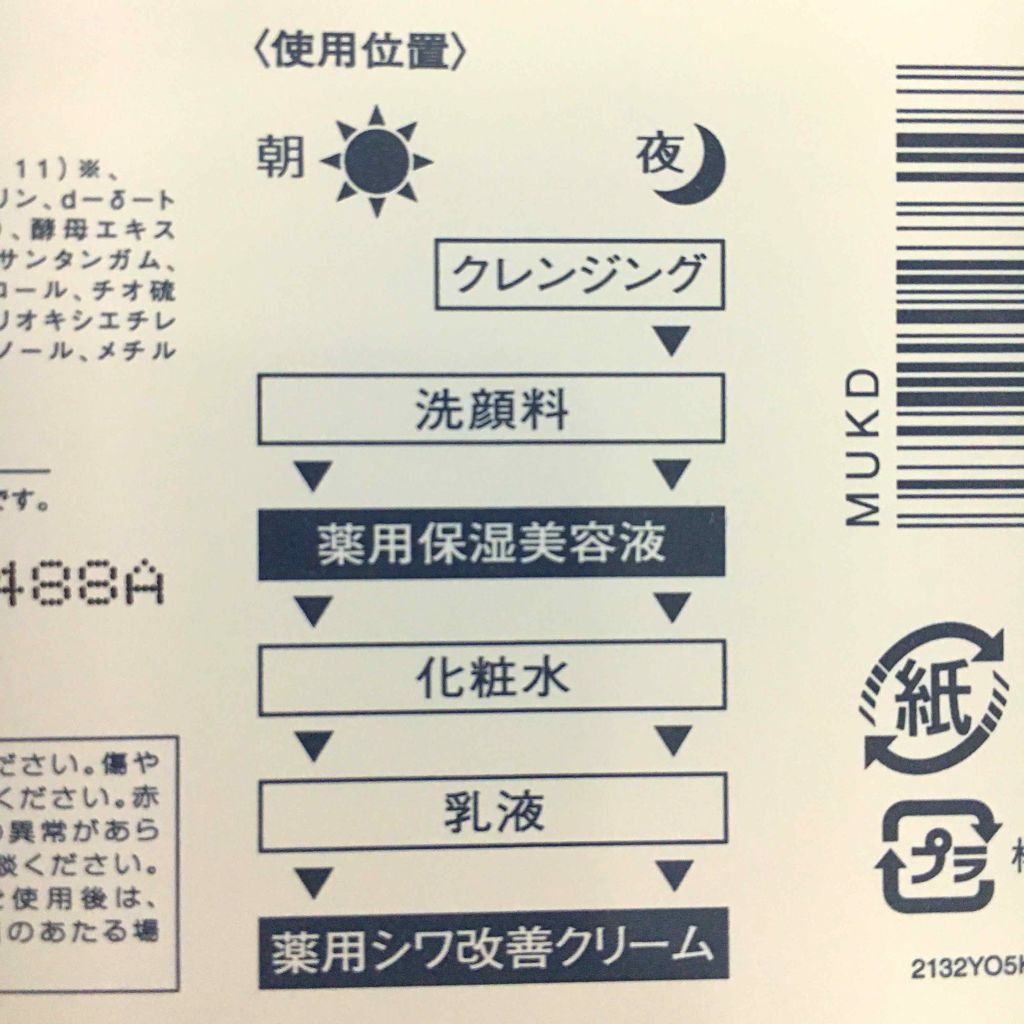 〈使用位置〉
朝
夜
クレンジング
洗顔料
薬用保湿美容液
化粧水
乳液
薬用シワ改善クリーム
11)※、
リン、d－δ－ト
、酵母エキス
サンタンガム、
ロール、チオ硫
リオキシエチレ
ノール、メチル
です。
488A
ださい。傷や
ください。赤
の異常があら
談ください。
と使用後は、
のあたる場
MUKD
紙
プラ
2132YO5